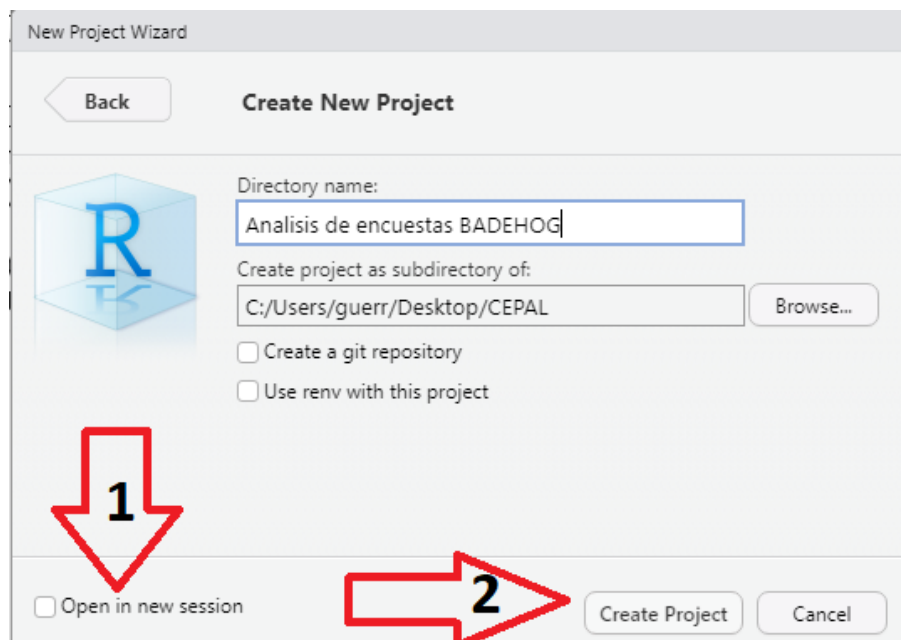 New Project Wizard
Back
Create New Project
R
Directory name:
Analisis de encuestas BADEHOG
Create project as subdirectory of:
C:/Users/guerr/Desktop/CEPAL
Browse...
Create a git repository
Use renv with this project
1
Open in new session
2
Create Project
Cancel